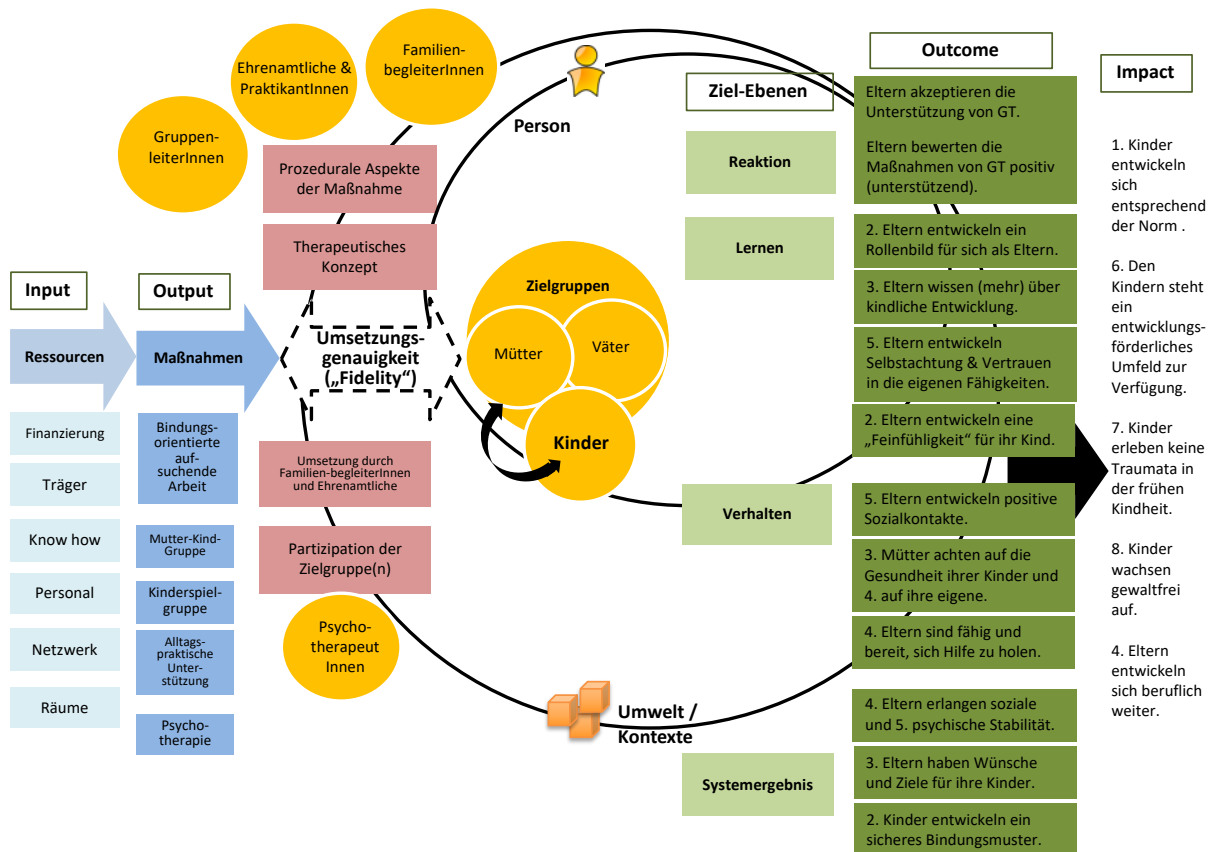 Familien-
begleiterInnen
Ehrenamtliche &
PraktikantInnen
Gruppen-
leiterInnen
Person
Prozedurale Aspekte
der Maßnahme
Therapeutisches
Konzept
Input
Output
Ressourcen
Maßnahmen
Umsetzungs-
genauigkeit
(„Fidelity“)
Finanzierung
Träger
Know how
Personal
Netzwerk
Räume
Bindungs-
orientierte
auf-
suchende
Arbeit
Mutter-Kind-
Gruppe
Kinderspiel-
gruppe
Alltags-
praktische
Unter-
stützung
Psycho-
therapie
Umsetzung durch
Familien-begleiterInnen
und Ehrenamtliche
Partizipation der
Zielgruppe(n)
Psycho-
therapeut
Innen
Zielgruppen
Mütter
Väter
Kinder
Umwelt /
Kontexte
Ziel-Ebenen
Reaktion
Lernen
Verhalten
Systemergebnis
Outcome
Eltern akzeptieren die
Unterstützung von GT.
Eltern bewerten die
Maßnahmen von GT positiv
(unterstützend).
2. Eltern entwickeln ein
Rollenbild für sich als Eltern.
3. Eltern wissen (mehr) über
kindliche Entwicklung.
5. Eltern entwickeln
Selbstachtung & Vertrauen
in die eigenen Fähigkeiten.
2. Eltern entwickeln eine
„Feinfühligkeit“ für ihr Kind.
5. Eltern entwickeln positive
Sozialkontakte.
3. Mütter achten auf die
Gesundheit ihrer Kinder und
4. auf ihre eigene.
4. Eltern sind fähig und
bereit, sich Hilfe zu holen.
4. Eltern erlangen soziale
und 5. psychische Stabilität.
3. Eltern haben Wünsche
und Ziele für ihre Kinder.
2. Kinder entwickeln ein
sicheres Bindungsmuster.
Impact
1. Kinder
entwickeln
sich
entsprechend
der Norm .
6. Den
Kindern steht
ein
entwicklungs-
förderliches
Umfeld zur
Verfügung.
7. Kinder
erleben keine
Traumata in
der frühen
Kindheit.
8. Kinder
wachsen
gewaltfrei
auf.
4. Eltern
entwickeln
sich beruflich
weiter.